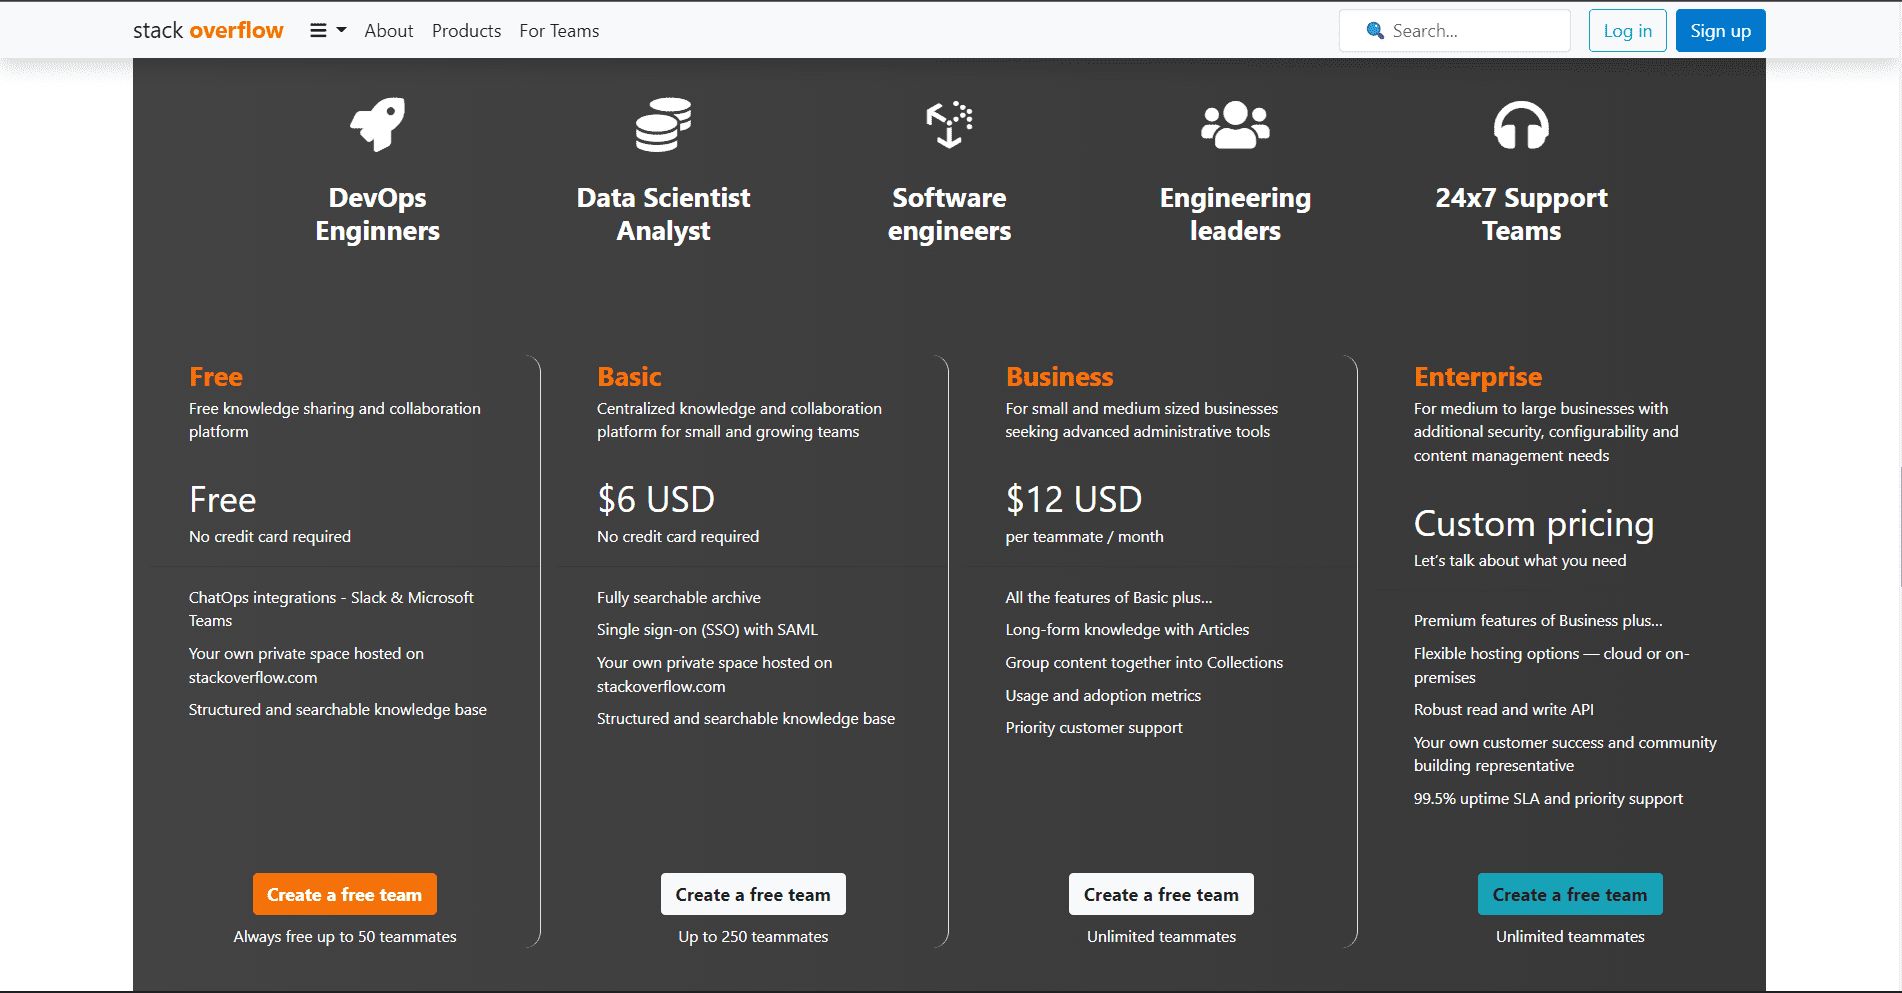 stack overflow About Products For Teams Search... Log in Sign up
DevOps
Enginners
Data Scientist
Analyst
Software
engineers
Engineering
leaders
24x7 Support
Teams
Free
Free knowledge sharing and collaboration
platform
Free
No credit card required
ChatOps integrations - Slack & Microsoft
Teams
Your own private space hosted on
stackoverflow.com
Structured and searchable knowledge base
Create a free team
Always free up to 50 teammates
Basic
Centralized knowledge and collaboration
platform for small and growing teams
$6 USD
No credit card required
Fully searchable archive
Single sign-on (SSO) with SAML
Your own private space hosted on
stackoverflow.com
Structured and searchable knowledge base
Create a free team
Up to 250 teammates
Business
For small and medium sized businesses
seeking advanced administrative tools
$12 USD
per teammate / month
All the features of Basic plus...
Long-form knowledge with Articles
Group content together into Collections
Usage and adoption metrics
Priority customer support
Create a free team
Unlimited teammates
Enterprise
For medium to large businesses with
additional security, configurability and
content management needs
Custom pricing
Let’s talk about what you need
Premium features of Business plus...
Flexible hosting options — cloud or on-
premises
Robust read and write API
Your own customer success and community
building representative
99.5% uptime SLA and priority support
Create a free team
Unlimited teammates